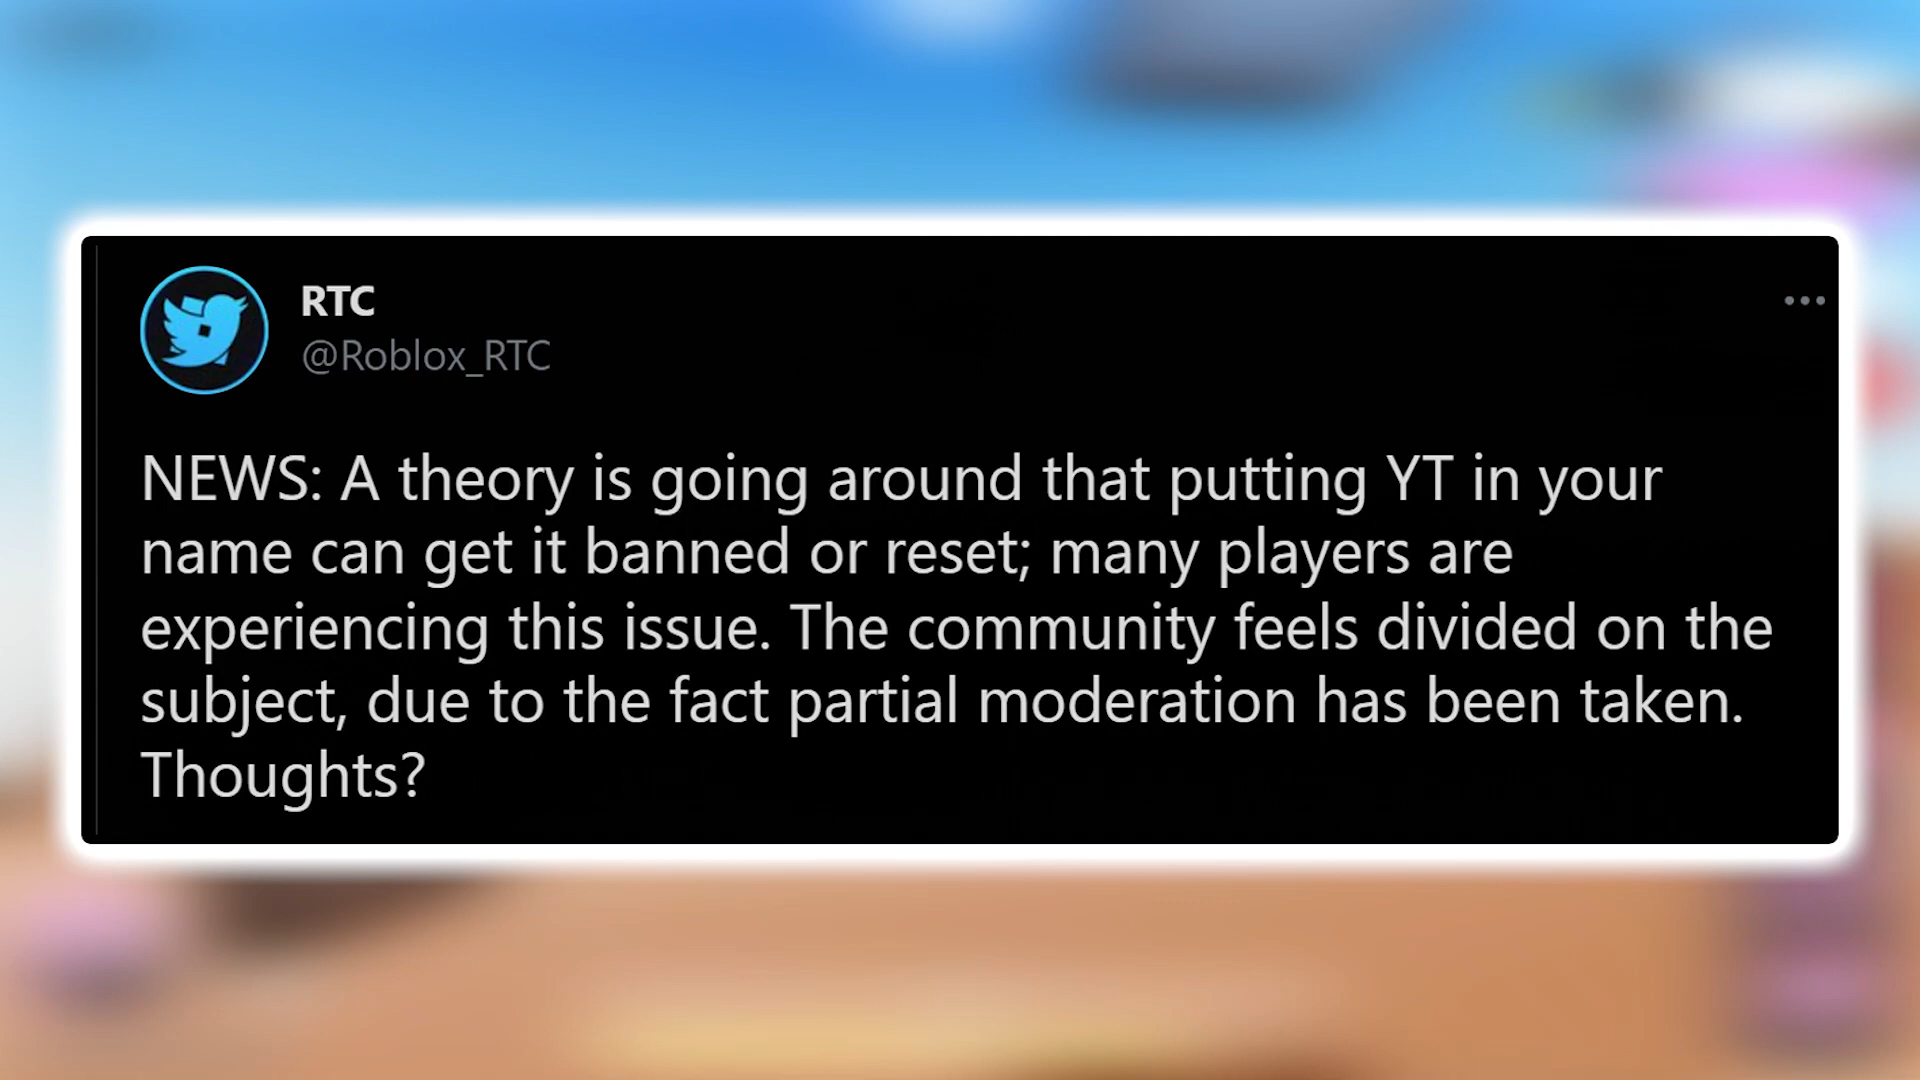 RTC
@Roblox_RTC
NEWS: A theory is going around that putting YT in your
name can get it banned or reset; many players are
experiencing this issue. The community feels divided on the
subject, due to the fact partial moderation has been taken.
Thoughts?